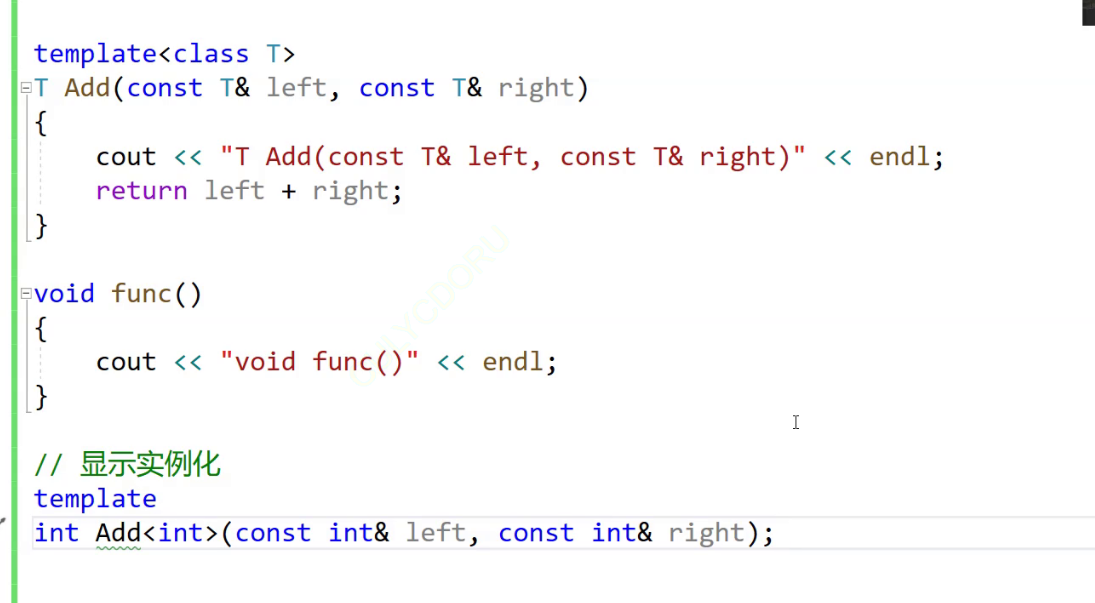 template<class T>
T Add(const T& left, const T& right)
{
    cout << "T Add(const T& left, const T& right)" << endl;
    return left + right;
}
void func()
{
    cout << "void func()" << endl;
}
// 显示实例化
template
int Add<int>(const int& left, const int& right);